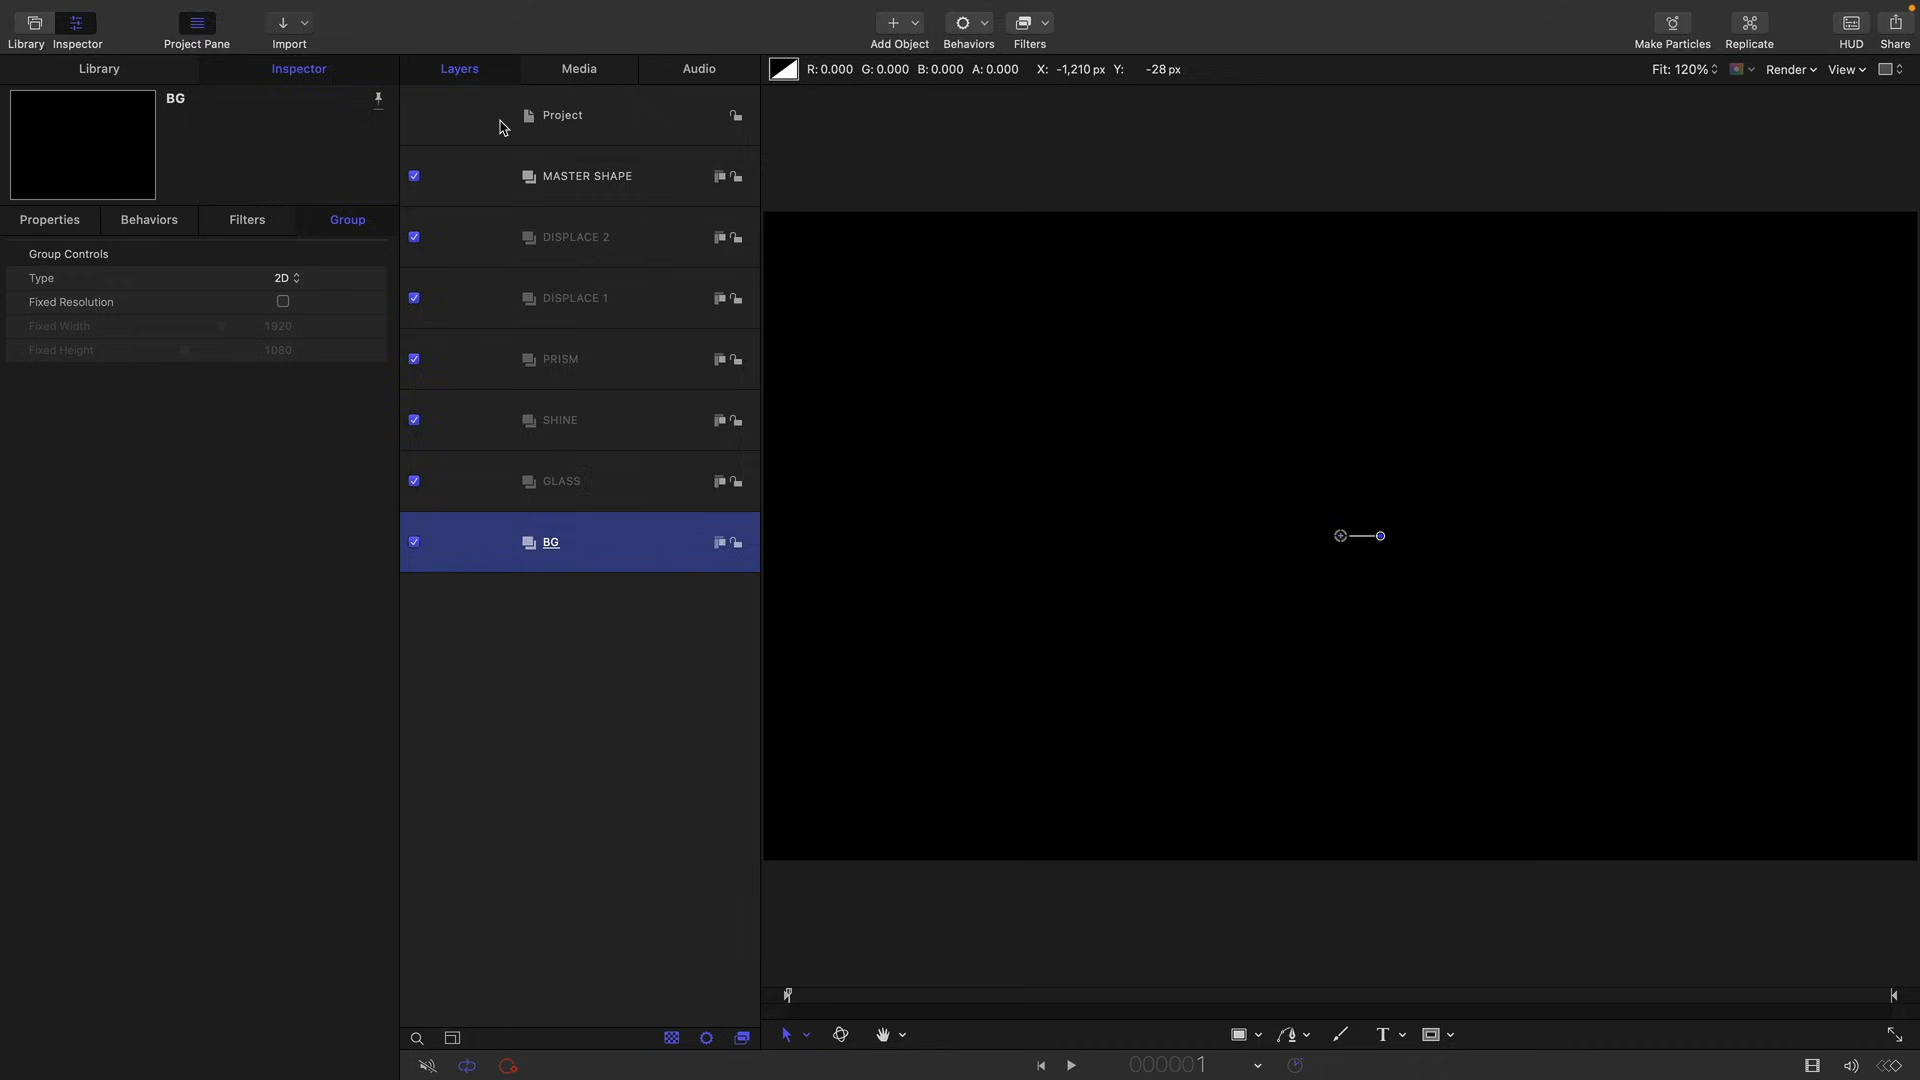 Library Inspector Project Pane Import Add Object Behaviors Filters Make Particles Replicate HUD Share
Library Inspector Layers Media Audio R: 0.000 G: 0.000 B: 0.000 A: 0.000 X: -1,210 px Y: -28 px Fit: 120% Render View
BG
Properties Behaviors Filters Group
Group Controls
Type 2D
Fixed Resolution
Fixed Width 1920
Fixed Height 1080
Project
MASTER SHAPE
DISPLACE 2
DISPLACE 1
PRISM
SHINE
GLASS
BG
T
000001